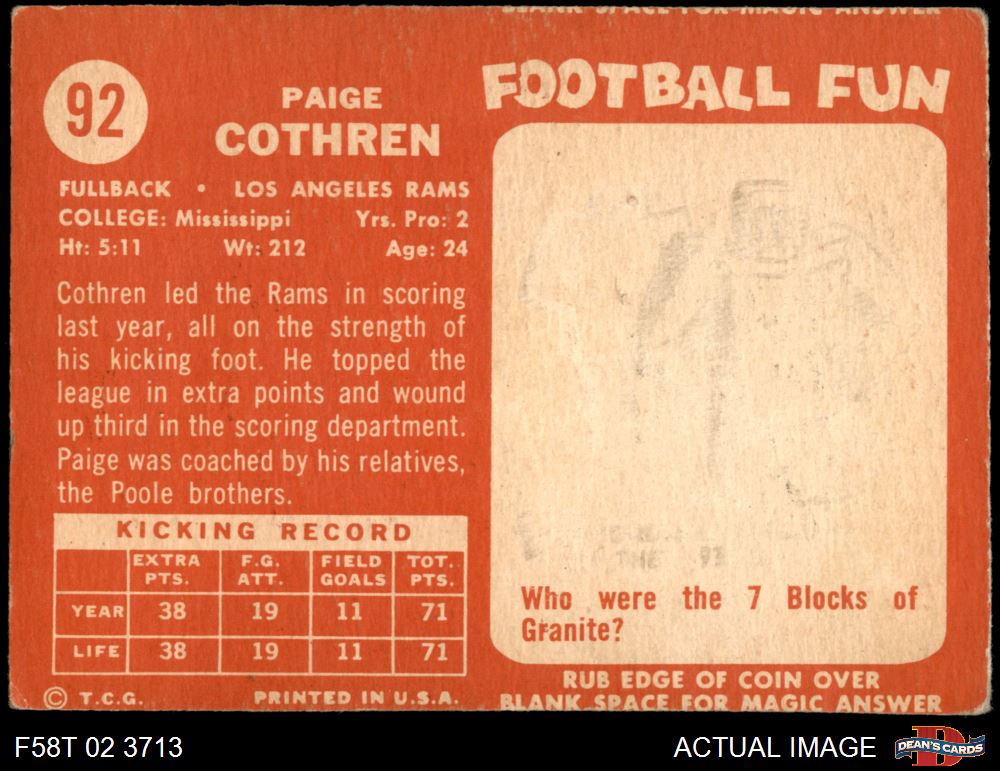 BLANK SPACE FOR MAGIC ANSWER
92
PAIGE
COTHREN
FULLBACK • LOS ANGELES RAMS
COLLEGE: Mississippi Yrs. Pro: 2
Ht: 5:11 Wt: 212 Age: 24
Cothren led the Rams in scoring
last year, all on the strength of
his kicking foot. He topped the
league in extra points and wound
up third in the scoring department.
Paige was coached by his relatives,
the Poole brothers.
KICKING RECORD
EXTRA PTS. F.G. ATT. FIELD GOALS TOT. PTS.
YEAR 38 19 11 71
LIFE 38 19 11 71
© T.C.G. PRINTED IN U.S.A.
FOOTBALL FUN
Who were the 7 Blocks of
Granite?
RUB EDGE OF COIN OVER
BLANK SPACE FOR MAGIC ANSWER
F58T 02 3713
ACTUAL IMAGE
DEAN'S CARDS